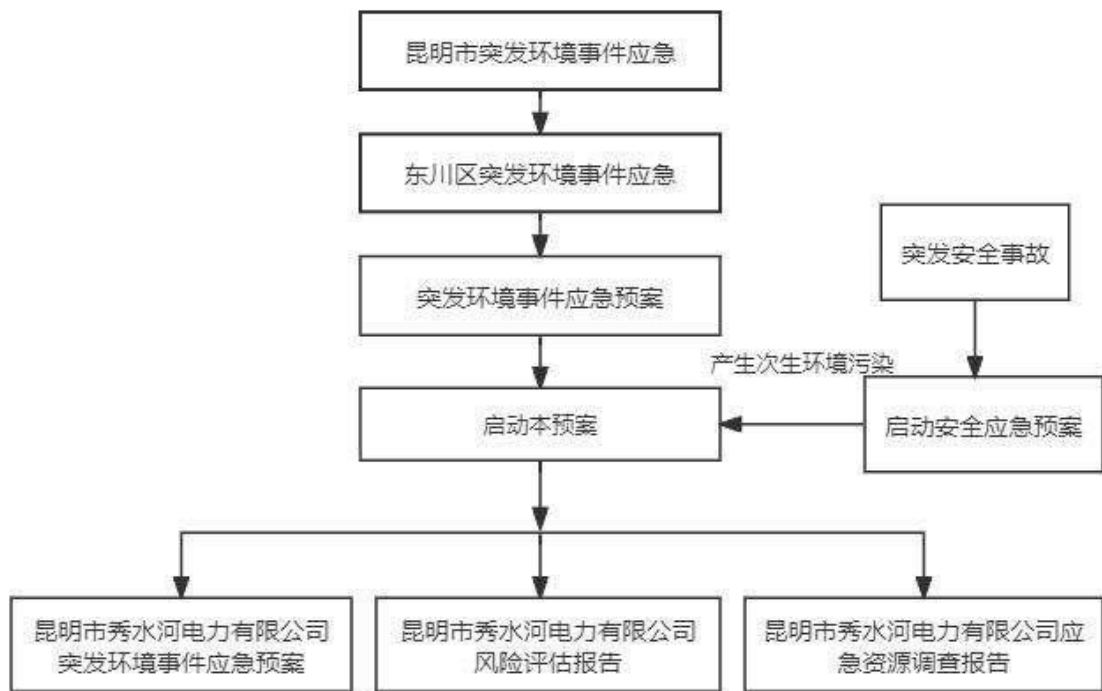 昆明市突发环境事件应急
东川区突发环境事件应急
突发安全事故
突发环境事件应急预案
产生次生环境污染
启动本预案
启动安全应急预案
昆明市秀水河电力有限公司
突发环境事件应急预案
昆明市秀水河电力有限公司
风险评估报告
昆明市秀水河电力有限公司应
急资源调查报告